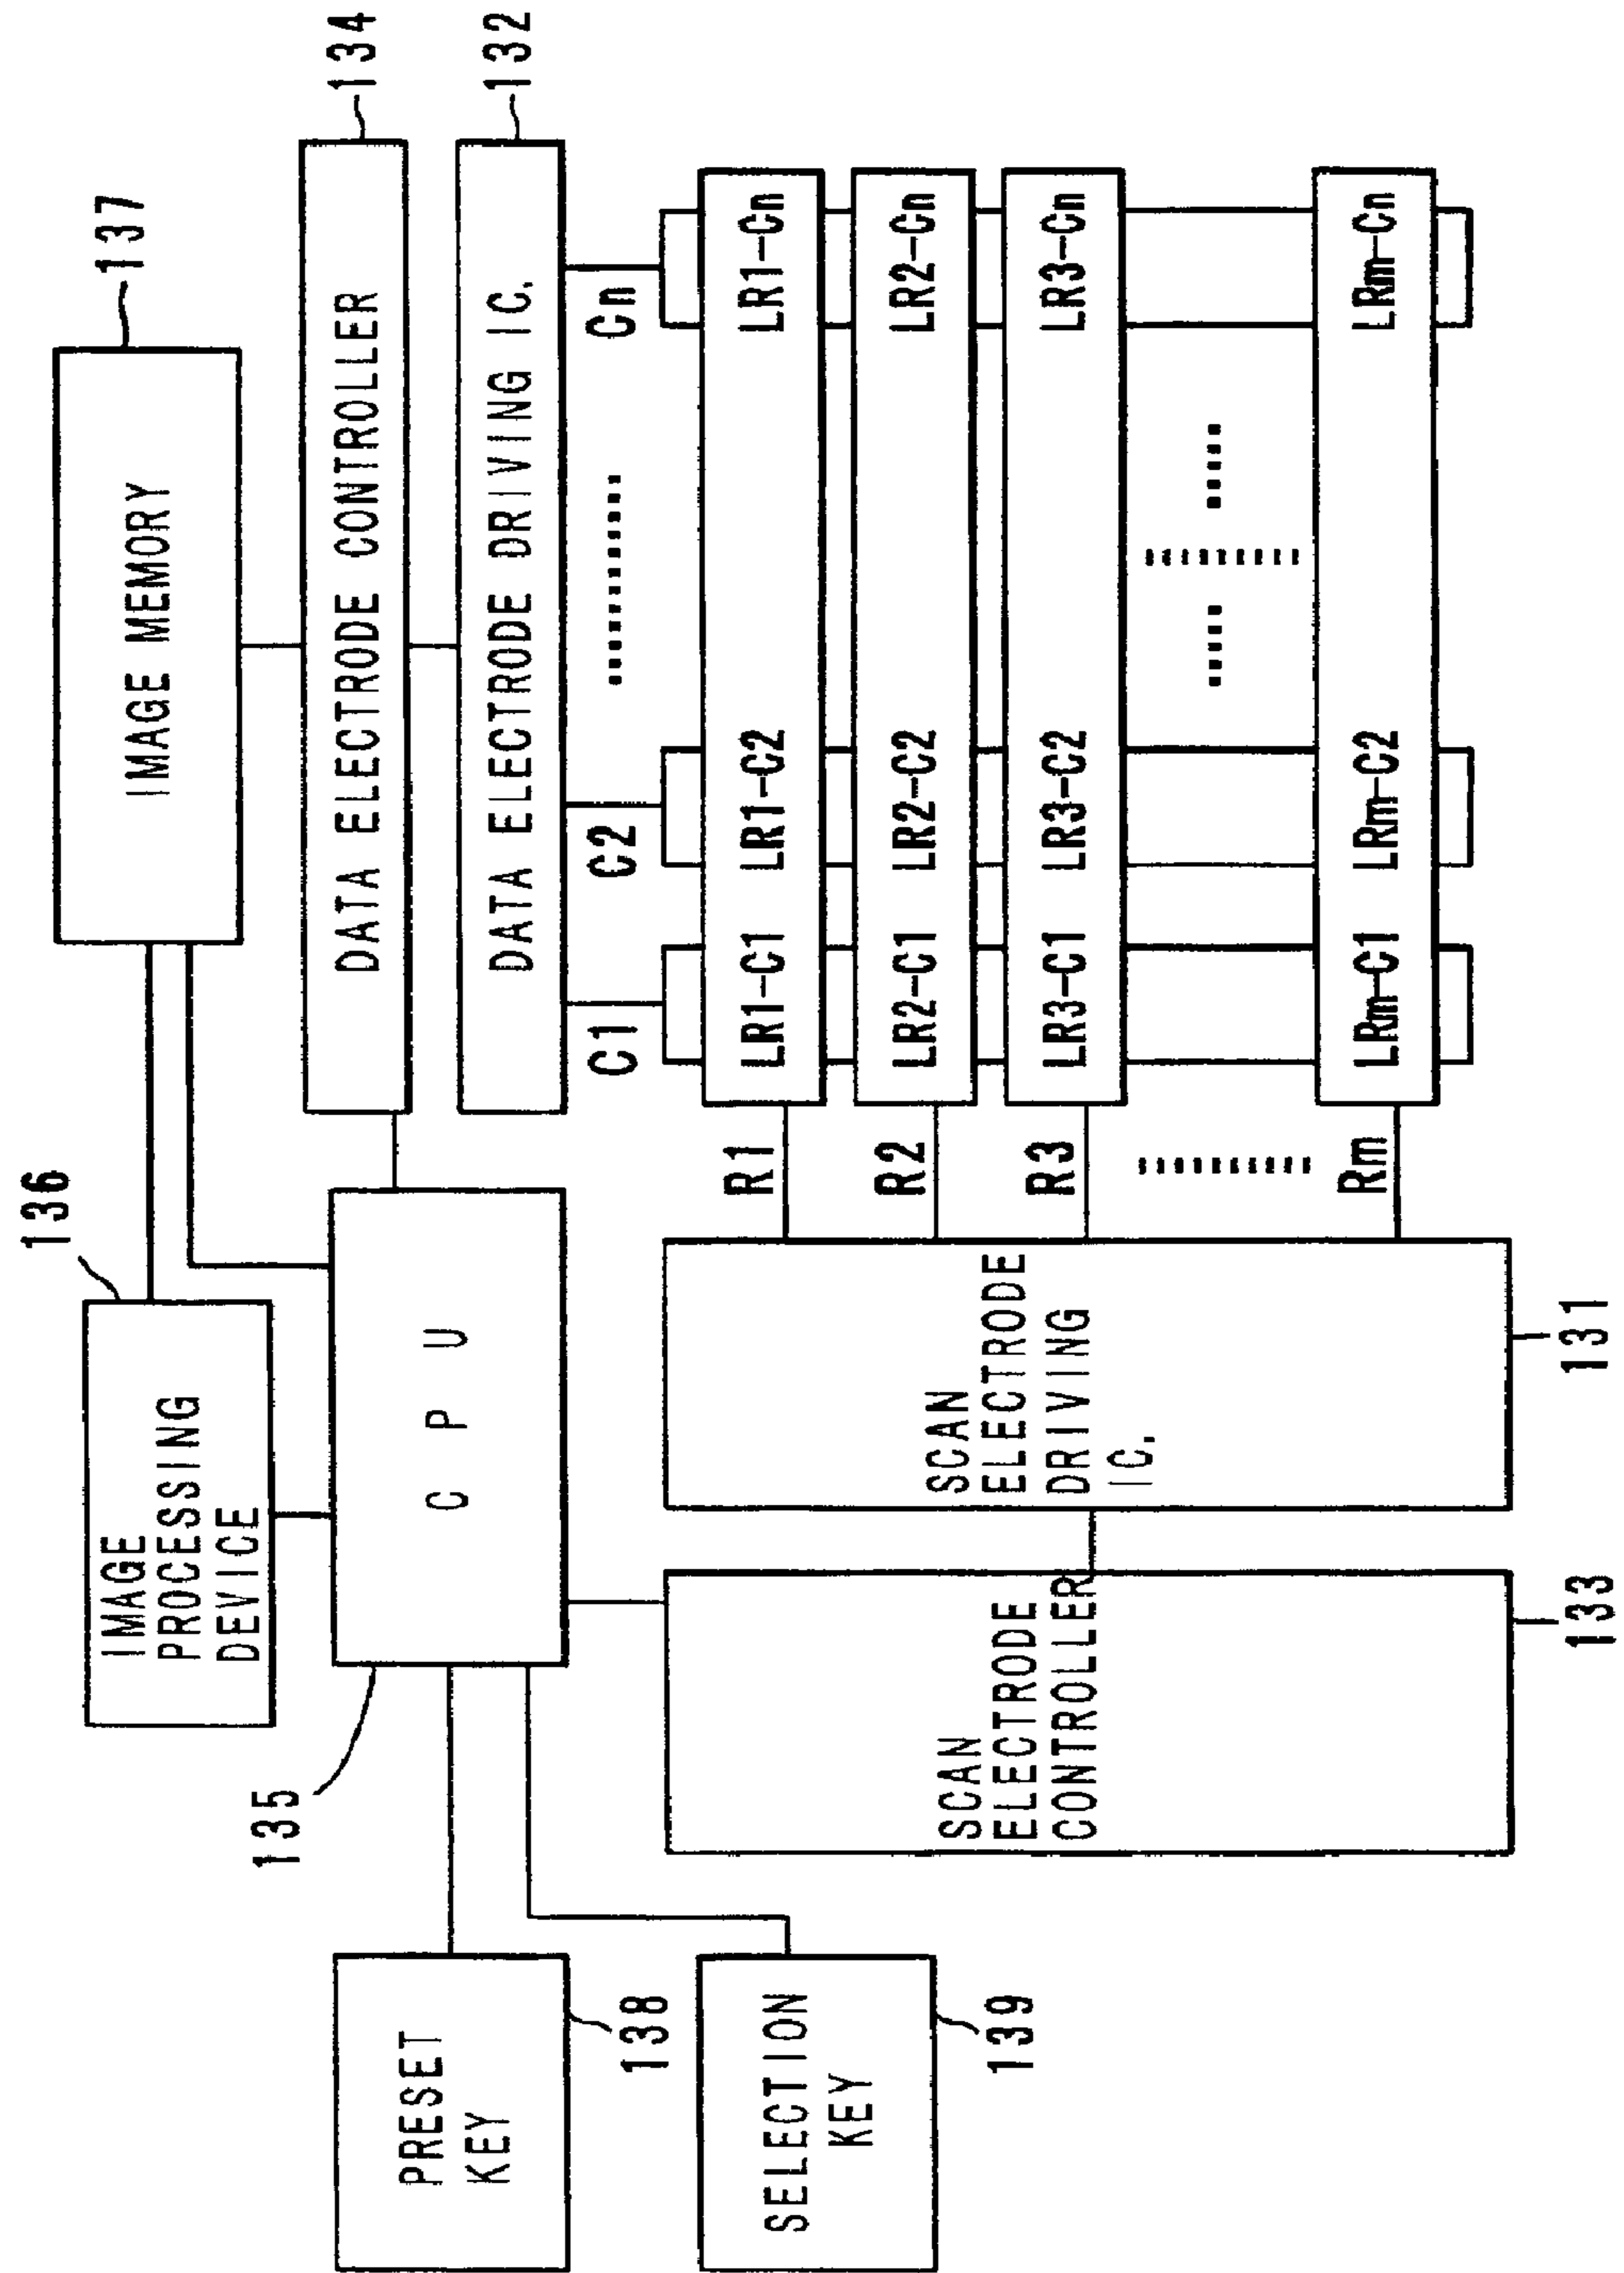 137
IMAGE MEMORY
134
DATA ELECTRODE CONTROLLER
132
DATA ELECTRODE DRIVING IC.
136
IMAGE
PROCESSING
DEVICE
C P U
135
PRESET
KEY
138
SELECTION
KEY
139
SCAN
ELECTRODE
CONTROLLER
133
SCAN
ELECTRODE
DRIVING
IC.
131
C1 C2 Cn
R1 LR1-C1 LR1-C2 LR1-Cn
R2 LR2-C1 LR2-C2 LR2-Cn
R3 LR3-C1 LR3-C2 LR3-Cn
Rm LRm-C1 LRm-C2 LRm-Cn